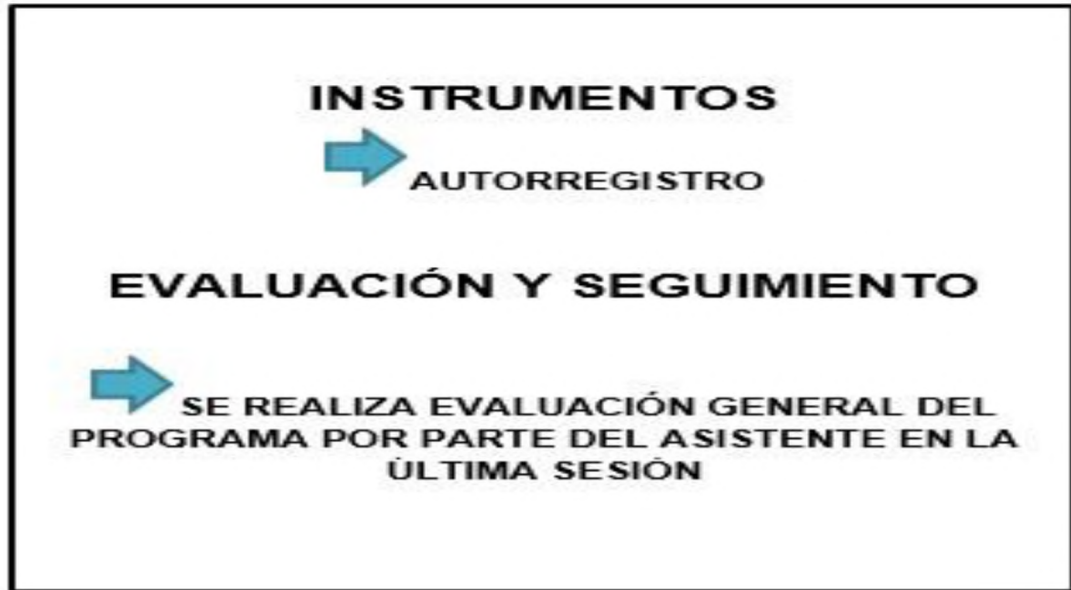 INSTRUMENTOS
AUTORREGISTRO
EVALUACIÓN Y SEGUIMIENTO
SE REALIZA EVALUACIÓN GENERAL DEL
PROGRAMA POR PARTE DEL ASISTENTE EN LA
ÚLTIMA SESIÓN